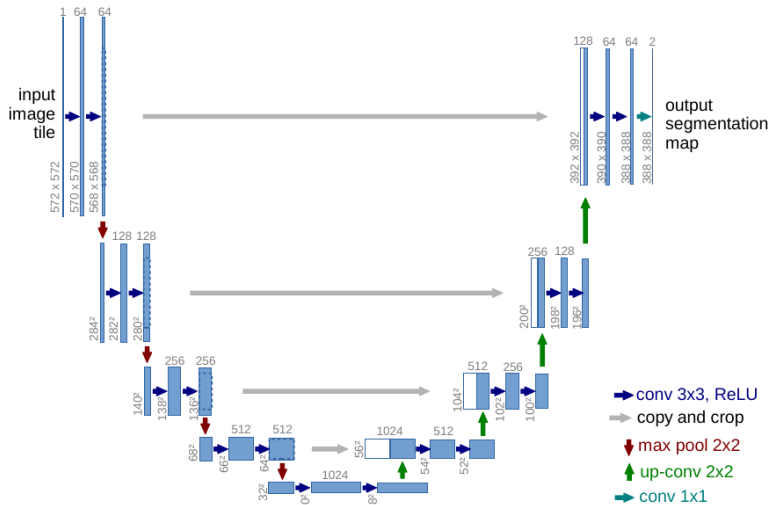 1 64 64
128 64 64 2
input
image
tile
output
segmentation
map
572 x 572
570 x 570
568 x 568
392 x 392
390 x 390
388 x 388
388 x 388
128 128
256 128
284²
282²
280²
200²
198²
196²
256 256
512 256
140²
138²
136²
104²
102²
100²
512 512
1024 512
68²
66²
64²
56²
54²
52²
1024
32²
0²
8²
conv 3x3, ReLU
copy and crop
max pool 2x2
up-conv 2x2
conv 1x1